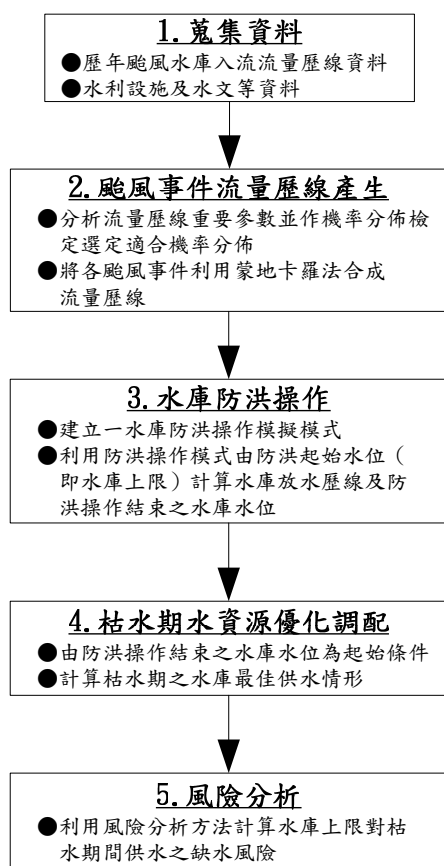 1.蒐集資料
●歷年颱風水庫入流流量歷線資料
●水利設施及水文等資料
2.颱風事件流量歷線產生
●分析流量歷線重要參數並作機率分佈檢
定選定適合機率分佈
●將各颱風事件利用蒙地卡羅法合成
流量歷線
3.水庫防洪操作
●建立一水庫防洪操作模擬模式
●利用防洪操作模式由防洪起始水位（
即水庫上限）計算水庫放水歷線及防
洪操作結束之水庫水位
4.枯水期水資源優化調配
●由防洪操作結束之水庫水位為起始條件
●計算枯水期之水庫最佳供水情形
5.風險分析
●利用風險分析方法計算水庫上限對枯
水期間供水之缺水風險